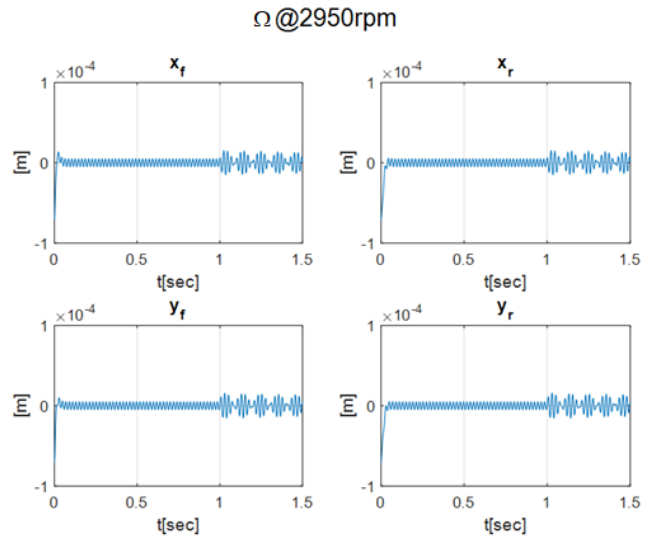 Ω @2950rpm
×10⁻⁴ x_f
1
0
-1
[m]
0 0.5 1 1.5
t[sec]
×10⁻⁴ x_r
1
0
-1
[m]
0 0.5 1 1.5
t[sec]
×10⁻⁴ y_f
1
0
-1
[m]
0 0.5 1 1.5
t[sec]
×10⁻⁴ y_r
1
0
-1
[m]
0 0.5 1 1.5
t[sec]